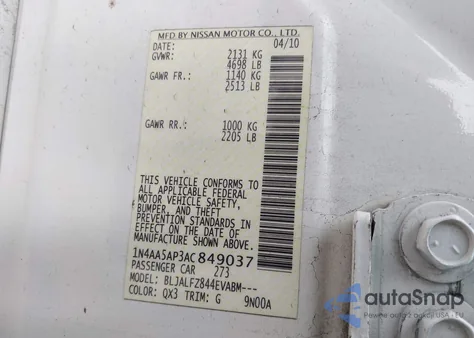 MFD BY NISSAN MOTOR CO., LTD.
DATE: 04/10
GVWR: 2131 KG
4698 LB
GAWR FR.: 1140 KG
2513 LB
GAWR RR.: 1000 KG
2205 LB
THIS VEHICLE CONFORMS TO
ALL APPLICABLE FEDERAL
MOTOR VEHICLE SAFETY,
BUMPER, AND THEFT
PREVENTION STANDARDS IN
EFFECT ON THE DATE OF
MANUFACTURE SHOWN ABOVE.
1N4AA5AP3AC849037
PASSENGER CAR 273
MODEL: BLJALFZ844EVABM---
COLOR: QX3 TRIM: G 9N00A
autoSnap